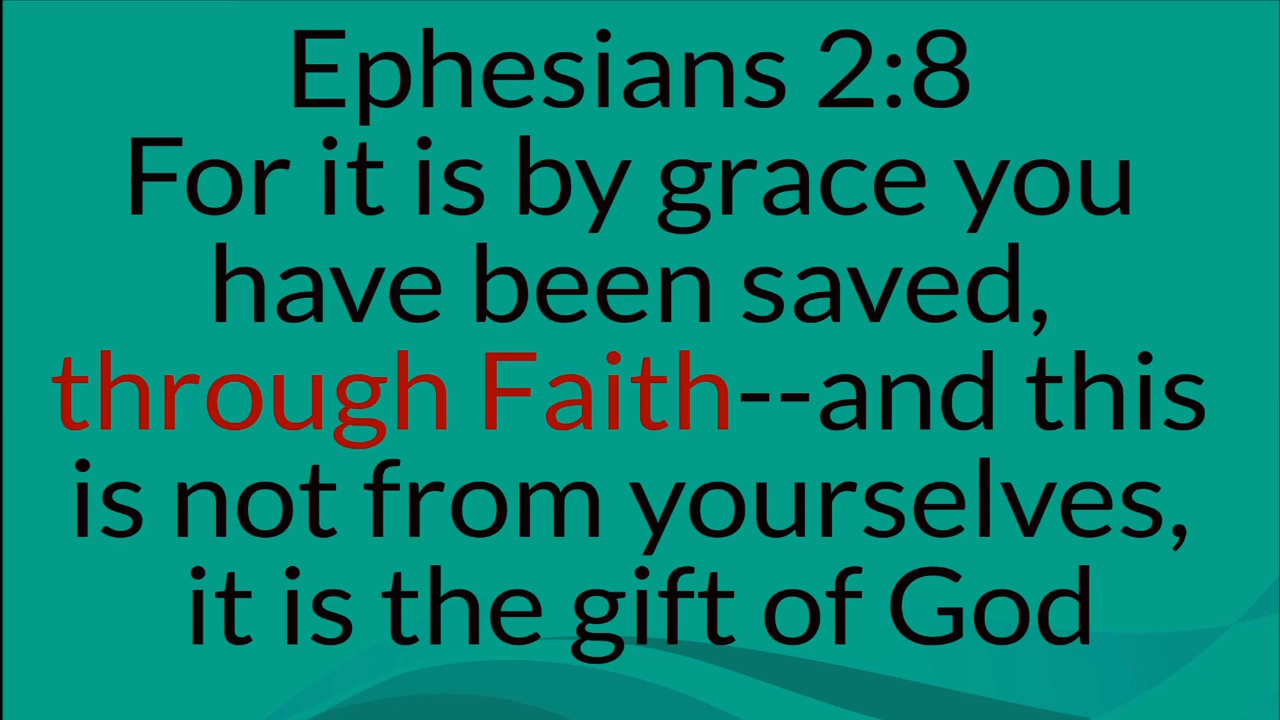 Ephesians 2:8
For it is by grace you
have been saved,
through Faith--and this
is not from yourselves,
it is the gift of God